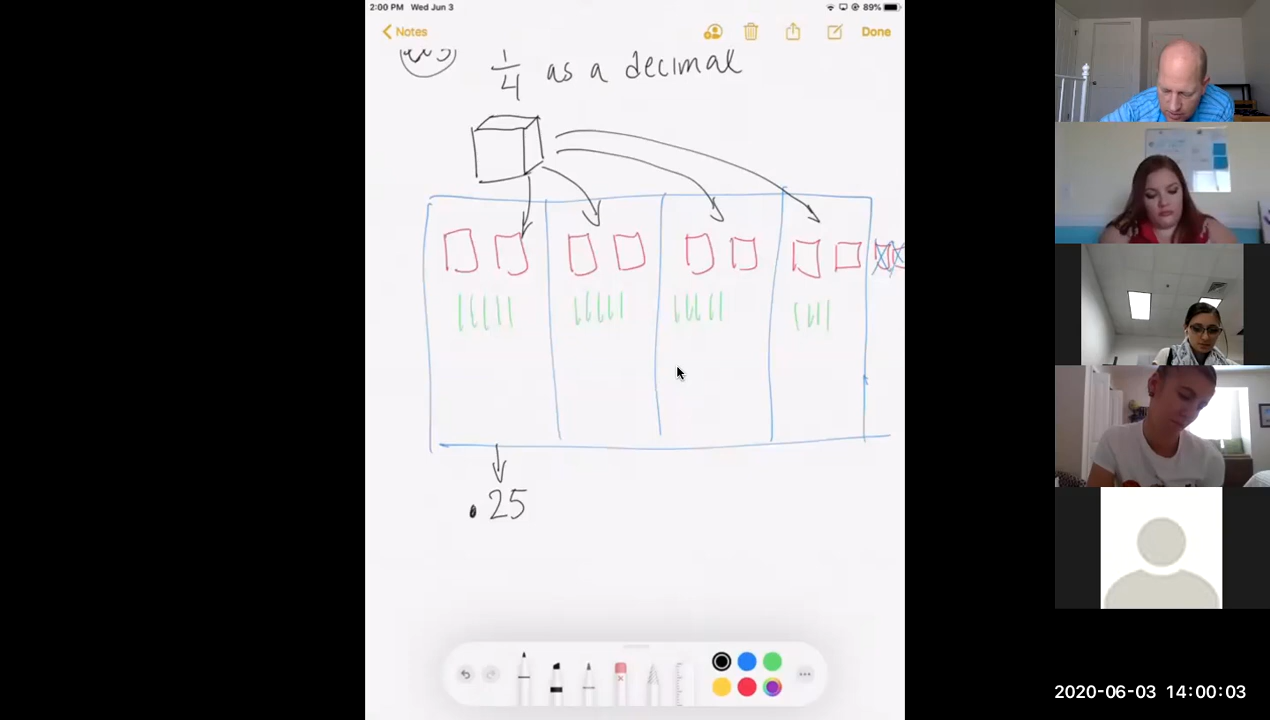 2:00 PM Wed Jun 3
89%
Notes
Done
1/4 as a decimal
.25
2020-06-03 14:00:03